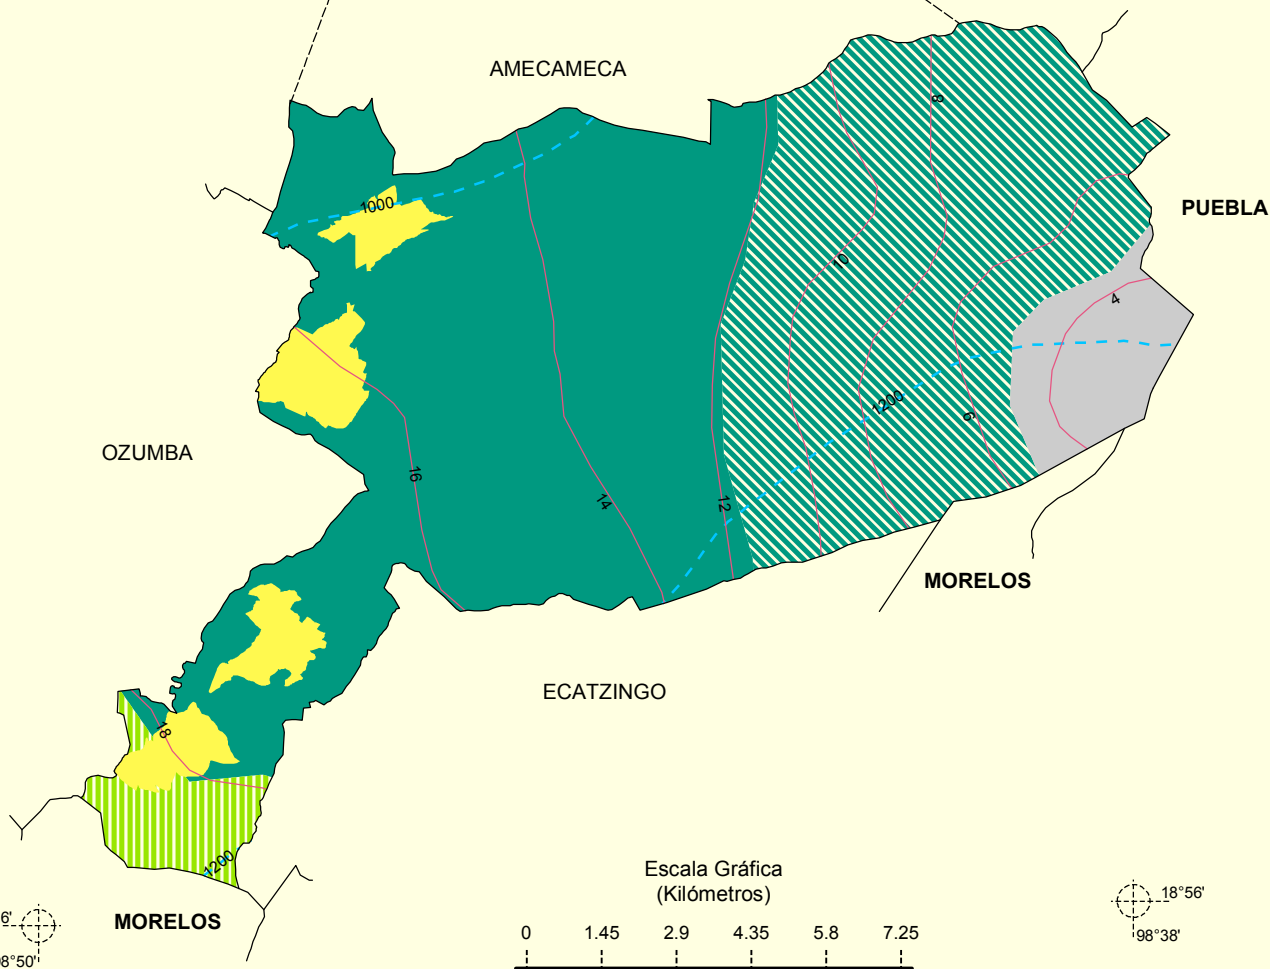 AMECAMECA
8
PUEBLA
1000
10
4
1200
6
OZUMBA
16
14
12
MORELOS
ECATZINGO
18
1200
Escala Gráfica
(Kilómetros)
18°56'
6'
MORELOS
98°38'
0 1.45 2.9 4.35 5.8 7.25
8°50'